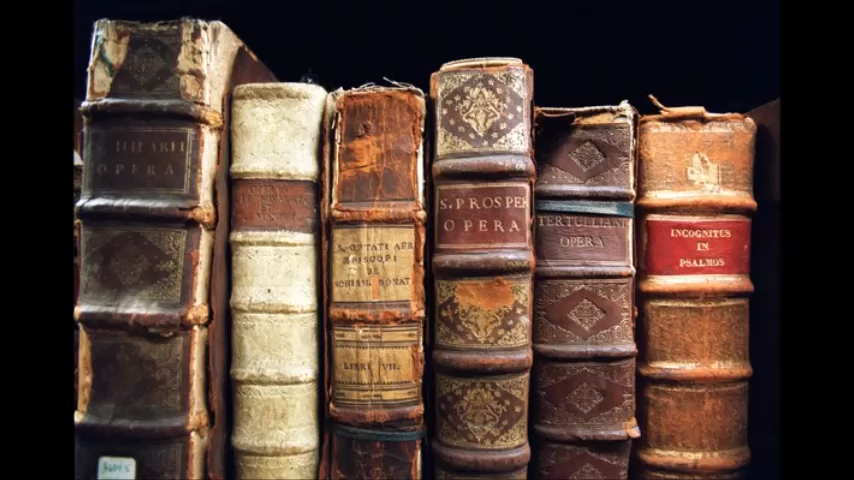 S. HILARII
OPERA
S. OPTATI AFR
EPISCOPI
DE
SCHISM. DONAT
LIBRI VII.
S. PROSPER
OPERA
TERTULLIANI
OPERA
INCOGNITUS
IN
PSALMOS